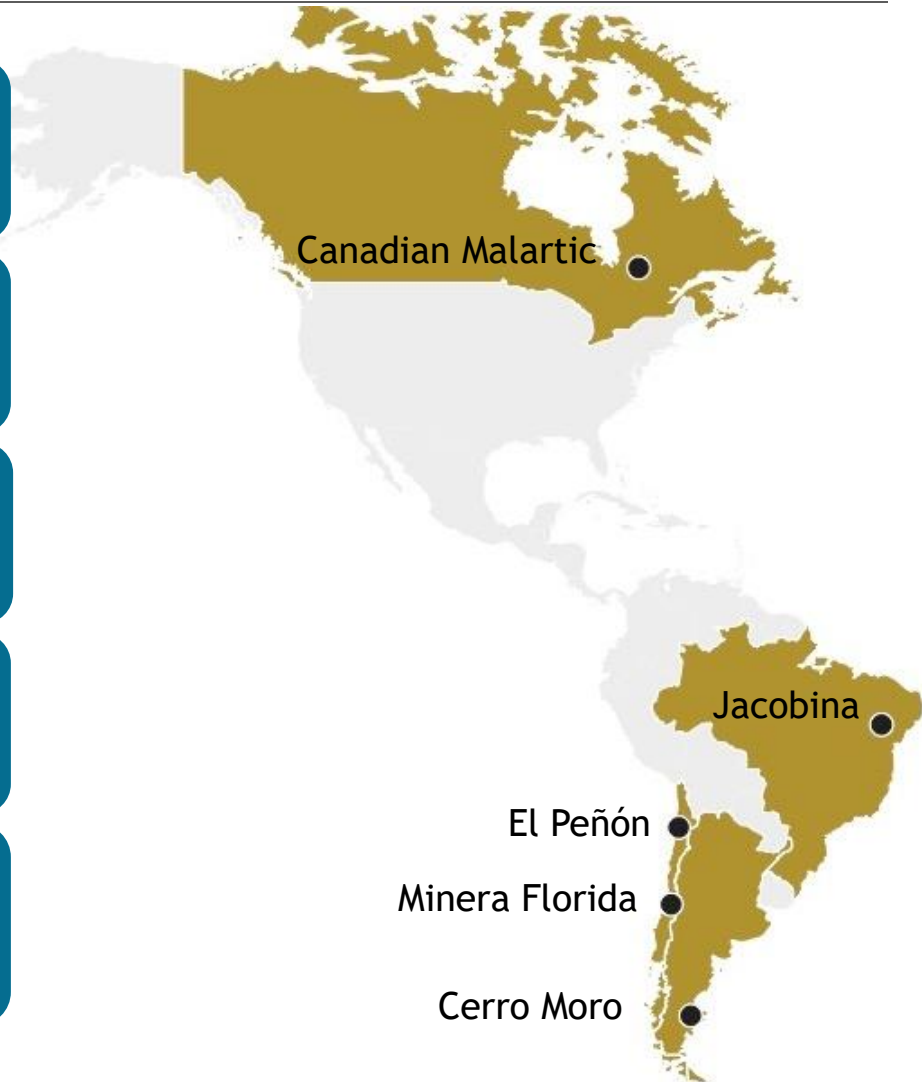 Canadian Malartic
Jacobina
El Peñón
Minera Florida
Cerro Moro